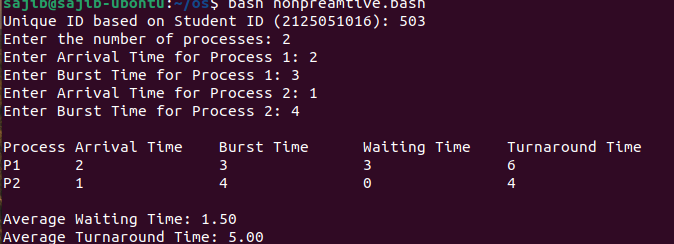 sajib@sajib-ubuntu:~/os$ bash nonpreamtive.bash
Unique ID based on Student ID (2125051016): 503
Enter the number of processes: 2
Enter Arrival Time for Process 1: 2
Enter Burst Time for Process 1: 3
Enter Arrival Time for Process 2: 1
Enter Burst Time for Process 2: 4
Process Arrival Time Burst Time Waiting Time Turnaround Time
P1 2 3 3 6
P2 1 4 0 4
Average Waiting Time: 1.50
Average Turnaround Time: 5.00